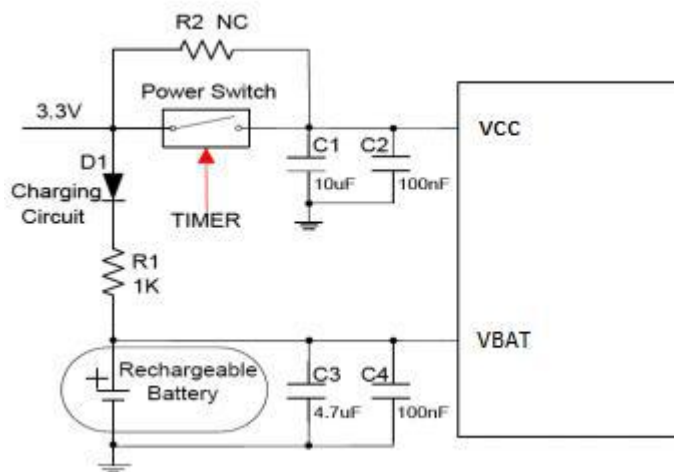 R2 NC
Power Switch
3.3V
VCC
C1
C2
10uF
100nF
D1
Charging
Circuit
TIMER
R1
1K
VBAT
+
Rechargeable
Battery
C3
C4
4.7uF
100nF